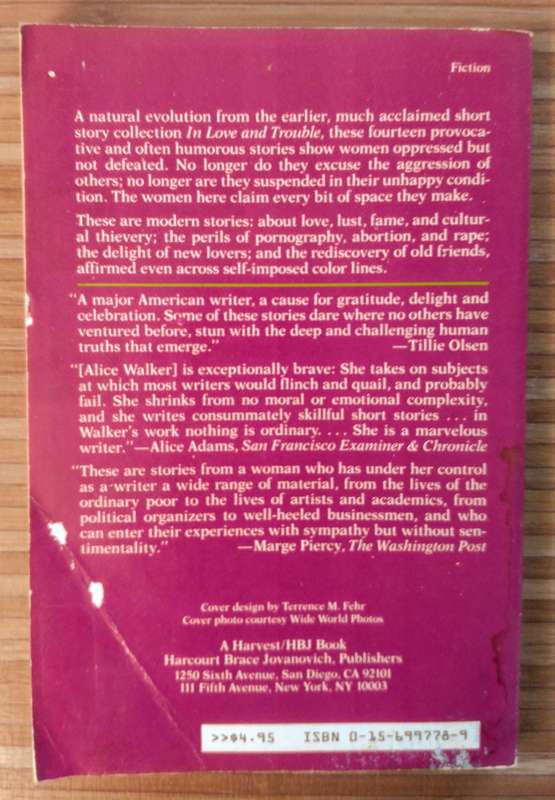 Fiction
A natural evolution from the earlier, much acclaimed short
story collection In Love and Trouble, these fourteen provoca-
tive and often humorous stories show women oppressed but
not defeated. No longer do they excuse the aggression of
others; no longer are they suspended in their unhappy condi-
tion. The women here claim every bit of space they make.
These are modern stories: about love, lust, fame, and cultur-
al thievery; the perils of pornography, abortion, and rape;
the delight of new lovers; and the rediscovery of old friends,
affirmed even across self-imposed color lines.
"A major American writer, a cause for gratitude, delight and
celebration. Some of these stories dare where no others have
ventured before, stun with the deep and challenging human
truths that emerge." —Tillie Olsen
"[Alice Walker] is exceptionally brave: She takes on subjects
at which most writers would flinch and quail, and probably
fail. She shrinks from no moral or emotional complexity,
and she writes consummately skillful short stories . . . in
Walker's work nothing is ordinary. . . . She is a marvelous
writer."—Alice Adams, San Francisco Examiner & Chronicle
"These are stories from a woman who has under her control
as a writer a wide range of material, from the lives of the
ordinary poor to the lives of artists and academics, from
political organizers to well-heeled businessmen, and who
can enter their experiences with sympathy but without sen-
timentality." —Marge Piercy, The Washington Post
Cover design by Terrence M. Fehr
Cover photo courtesy Wide World Photos
A Harvest/HBJ Book
Harcourt Brace Jovanovich, Publishers
1250 Sixth Avenue, San Diego, CA 92101
111 Fifth Avenue, New York, NY 10003
>>$4.95 ISBN 0-15-699778-9